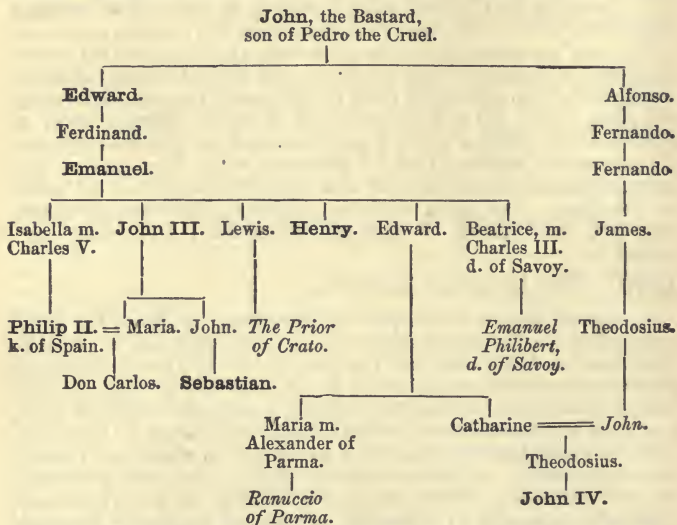 John, the Bastard,
son of Pedro the Cruel.
Edward. Alfonso.
Ferdinand. Fernando.
Emanuel. Fernando.
Isabella m. John III. Lewis. Henry. Edward. Beatrice, m. James.
Charles V. Charles III.
d. of Savoy.
Philip II. = Maria. John. The Prior Emanuel Theodosius.
k. of Spain. of Crato. Philibert,
Don Carlos. Sebastian. d. of Savoy.
Maria m. Catharine = John.
Alexander of
Parma. Theodosius.
Ranuccio John IV.
of Parma.